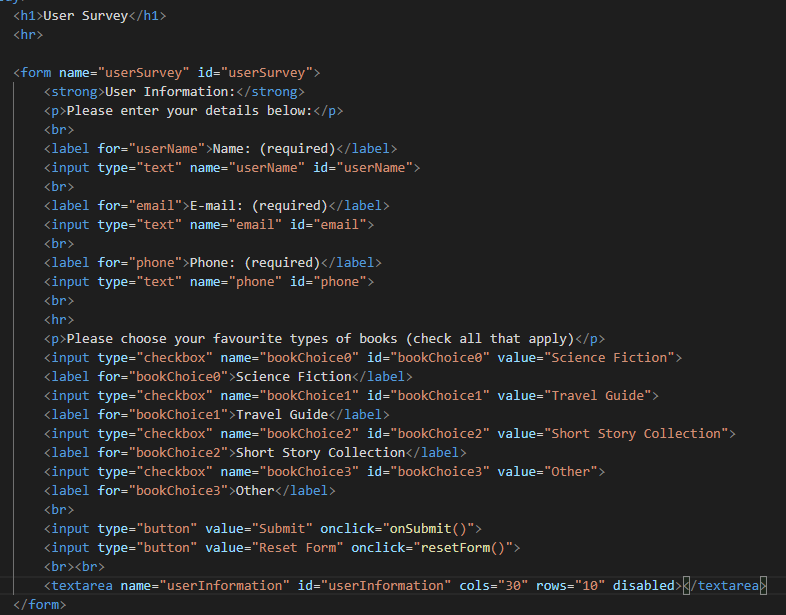 <h1>User Survey</h1>
<hr>
<form name="userSurvey" id="userSurvey">
<strong>User Information:</strong>
<p>Please enter your details below:</p>
<br>
<label for="userName">Name: (required)</label>
<input type="text" name="userName" id="userName">
<br>
<label for="email">E-mail: (required)</label>
<input type="text" name="email" id="email">
<br>
<label for="phone">Phone: (required)</label>
<input type="text" name="phone" id="phone">
<br>
<hr>
<p>Please choose your favourite types of books (check all that apply)</p>
<input type="checkbox" name="bookChoice0" id="bookChoice0" value="Science Fiction">
<label for="bookChoice0">Science Fiction</label>
<input type="checkbox" name="bookChoice1" id="bookChoice1" value="Travel Guide">
<label for="bookChoice1">Travel Guide</label>
<input type="checkbox" name="bookChoice2" id="bookChoice2" value="Short Story Collection">
<label for="bookChoice2">Short Story Collection</label>
<input type="checkbox" name="bookChoice3" id="bookChoice3" value="Other">
<label for="bookChoice3">Other</label>
<br>
<input type="button" value="Submit" onclick="onSubmit()">
<input type="button" value="Reset Form" onclick="resetForm()">
<br><br>
<textarea name="userInformation" id="userInformation" cols="30" rows="10" disabled></textarea>
</form>